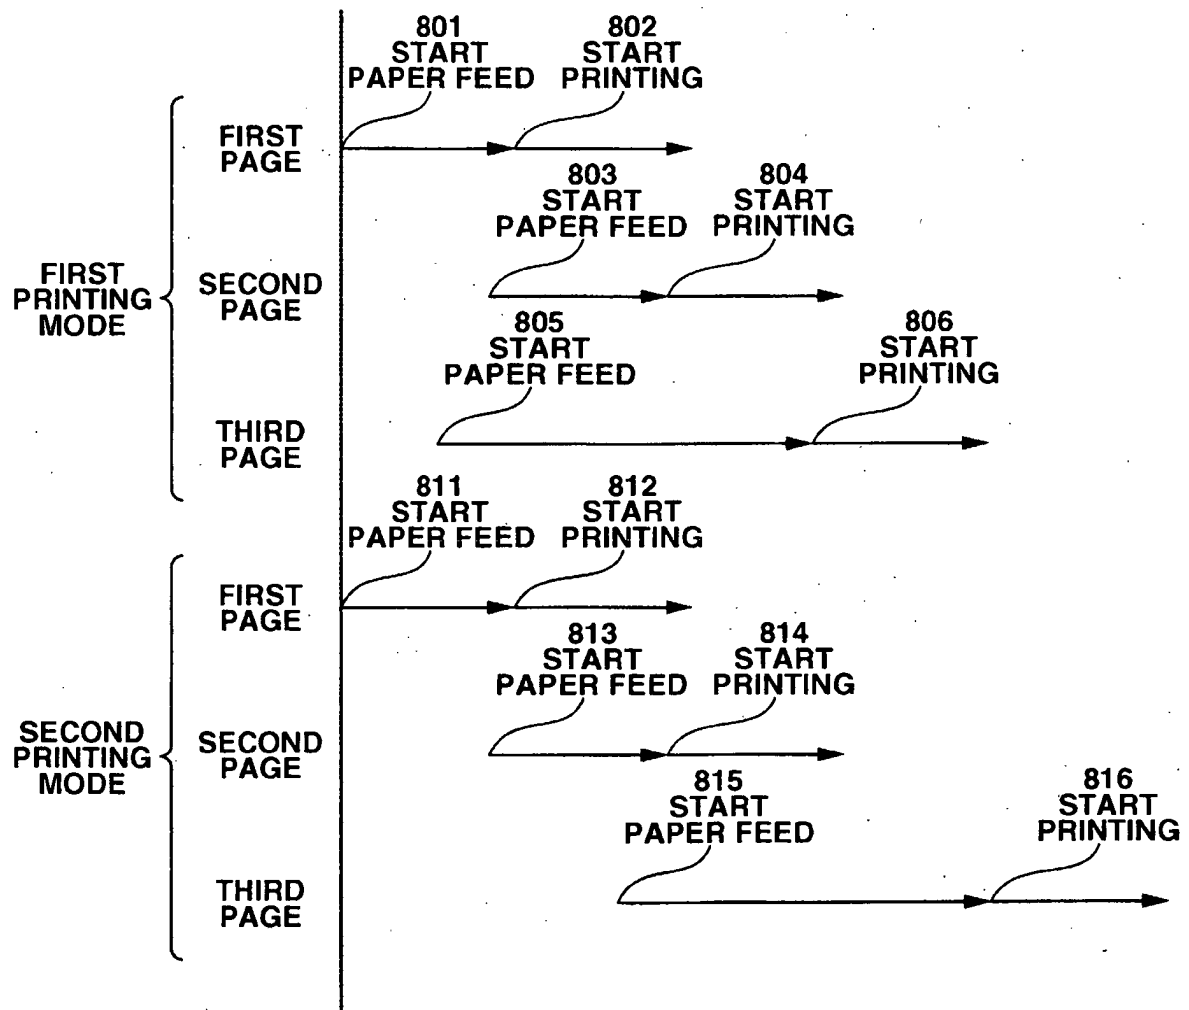 801
START
PAPER FEED
802
START
PRINTING
FIRST
PAGE
803
START
PAPER FEED
804
START
PRINTING
FIRST
PRINTING
MODE
SECOND
PAGE
805
START
PAPER FEED
806
START
PRINTING
THIRD
PAGE
811
START
PAPER FEED
812
START
PRINTING
FIRST
PAGE
813
START
PAPER FEED
814
START
PRINTING
SECOND
PRINTING
MODE
SECOND
PAGE
815
START
PAPER FEED
816
START
PRINTING
THIRD
PAGE